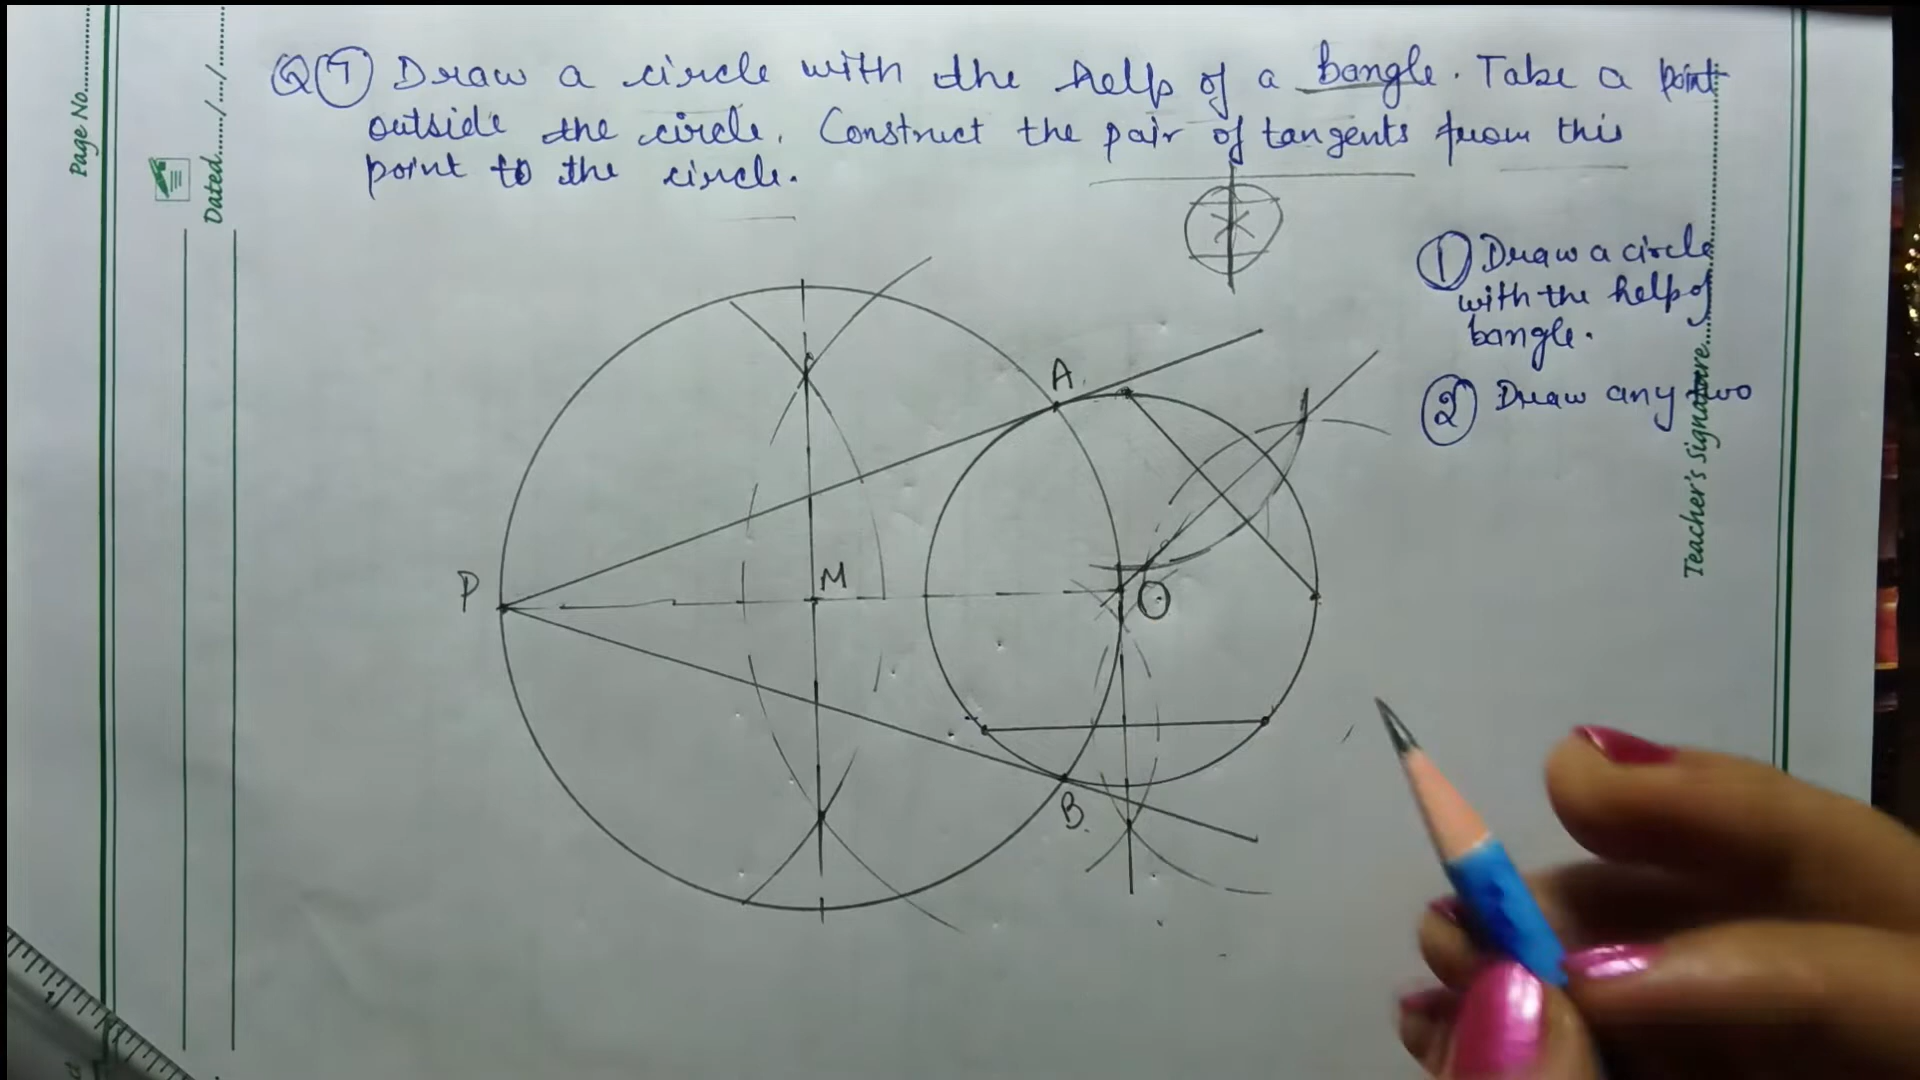 Page No.
Dated....../..../....
Q 7 Draw a circle with the help of a bangle. Take a point
outside the circle. Construct the pair of tangents from this
point to the circle.
1 Draw a circle
with the help of
bangle.
2 Draw any two
Teacher's signature
A
P
M
O
B
1